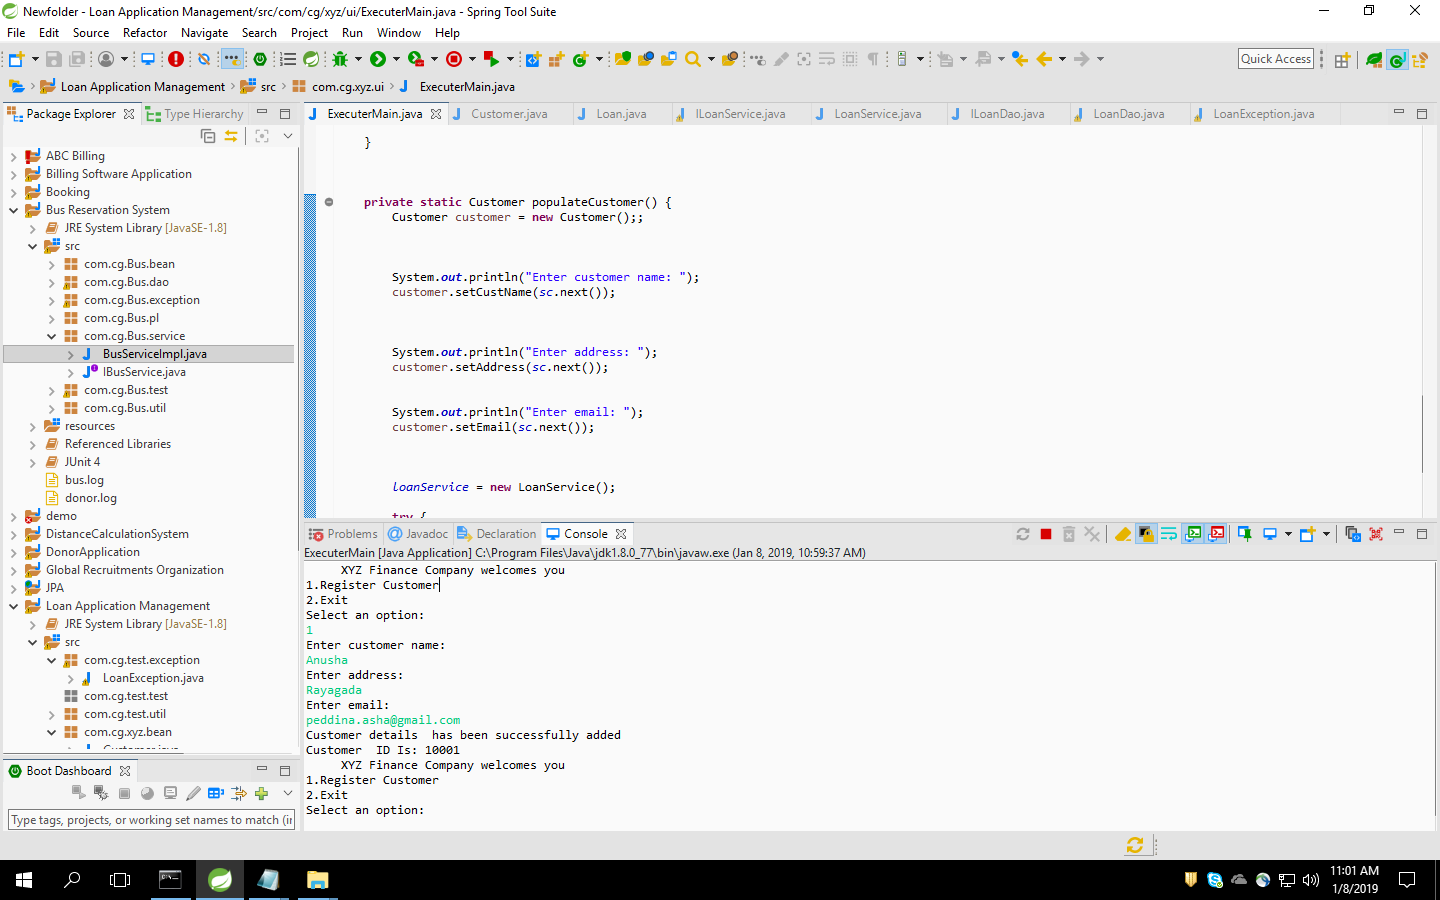 Newfolder - Loan Application Management/src/com/cg/xyz/ui/ExecuterMain.java - Spring Tool Suite
File Edit Source Refactor Navigate Search Project Run Window Help
Quick Access
Loan Application Management src com.cg.xyz.ui ExecuterMain.java
Package Explorer Type Hierarchy
ABC Billing
Billing Software Application
Booking
Bus Reservation System
JRE System Library [JavaSE-1.8]
src
com.cg.Bus.bean
com.cg.Bus.dao
com.cg.Bus.exception
com.cg.Bus.pl
com.cg.Bus.service
BusServiceImpl.java
IBusService.java
com.cg.Bus.test
com.cg.Bus.util
resources
Referenced Libraries
JUnit 4
bus.log
donor.log
demo
DistanceCalculationSystem
DonorApplication
Global Recruitments Organization
JPA
Loan Application Management
JRE System Library [JavaSE-1.8]
src
com.cg.test.exception
LoanException.java
com.cg.test.test
com.cg.test.util
com.cg.xyz.bean
Customer.java
Boot Dashboard
Type tags, projects, or working set names to match (in
ExecuterMain.java Customer.java Loan.java ILoanService.java LoanService.java ILoanDao.java LoanDao.java LoanException.java
}
private static Customer populateCustomer() {
Customer customer = new Customer();;
System.out.println("Enter customer name: ");
customer.setCustName(sc.next());
System.out.println("Enter address: ");
customer.setAddress(sc.next());
System.out.println("Enter email: ");
customer.setEmail(sc.next());
loanService = new LoanService();
try {
Problems Javadoc Declaration Console
ExecuterMain [Java Application] C:\Program Files\Java\jdk1.8.0_77\bin\javaw.exe (Jan 8, 2019, 10:59:37 AM)
XYZ Finance Company welcomes you
1.Register Customer
2.Exit
Select an option:
1
Enter customer name:
Anusha
Enter address:
Rayagada
Enter email:
peddina.asha@gmail.com
Customer details  has been successfully added
Customer  ID Is: 10001
XYZ Finance Company welcomes you
1.Register Customer
2.Exit
Select an option:
11:01 AM
1/8/2019